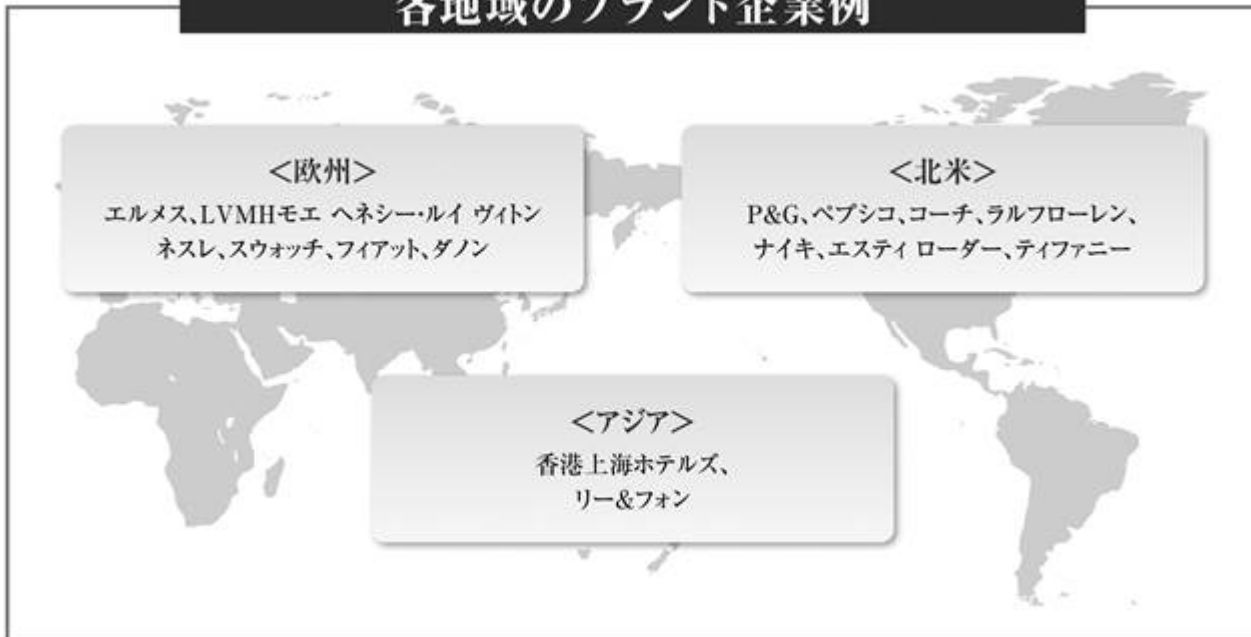 各地域のブランド企業例
＜欧州＞
エルメス、LVMHモエ ヘネシー・ルイ ヴィトン
ネスレ、スウォッチ、フィアット、ダノン
＜北米＞
P&G、ペプシコ、コーチ、ラルフローレン、
ナイキ、エスティ ローダー、ティファニー
＜アジア＞
香港上海ホテルズ、
リー&フォン